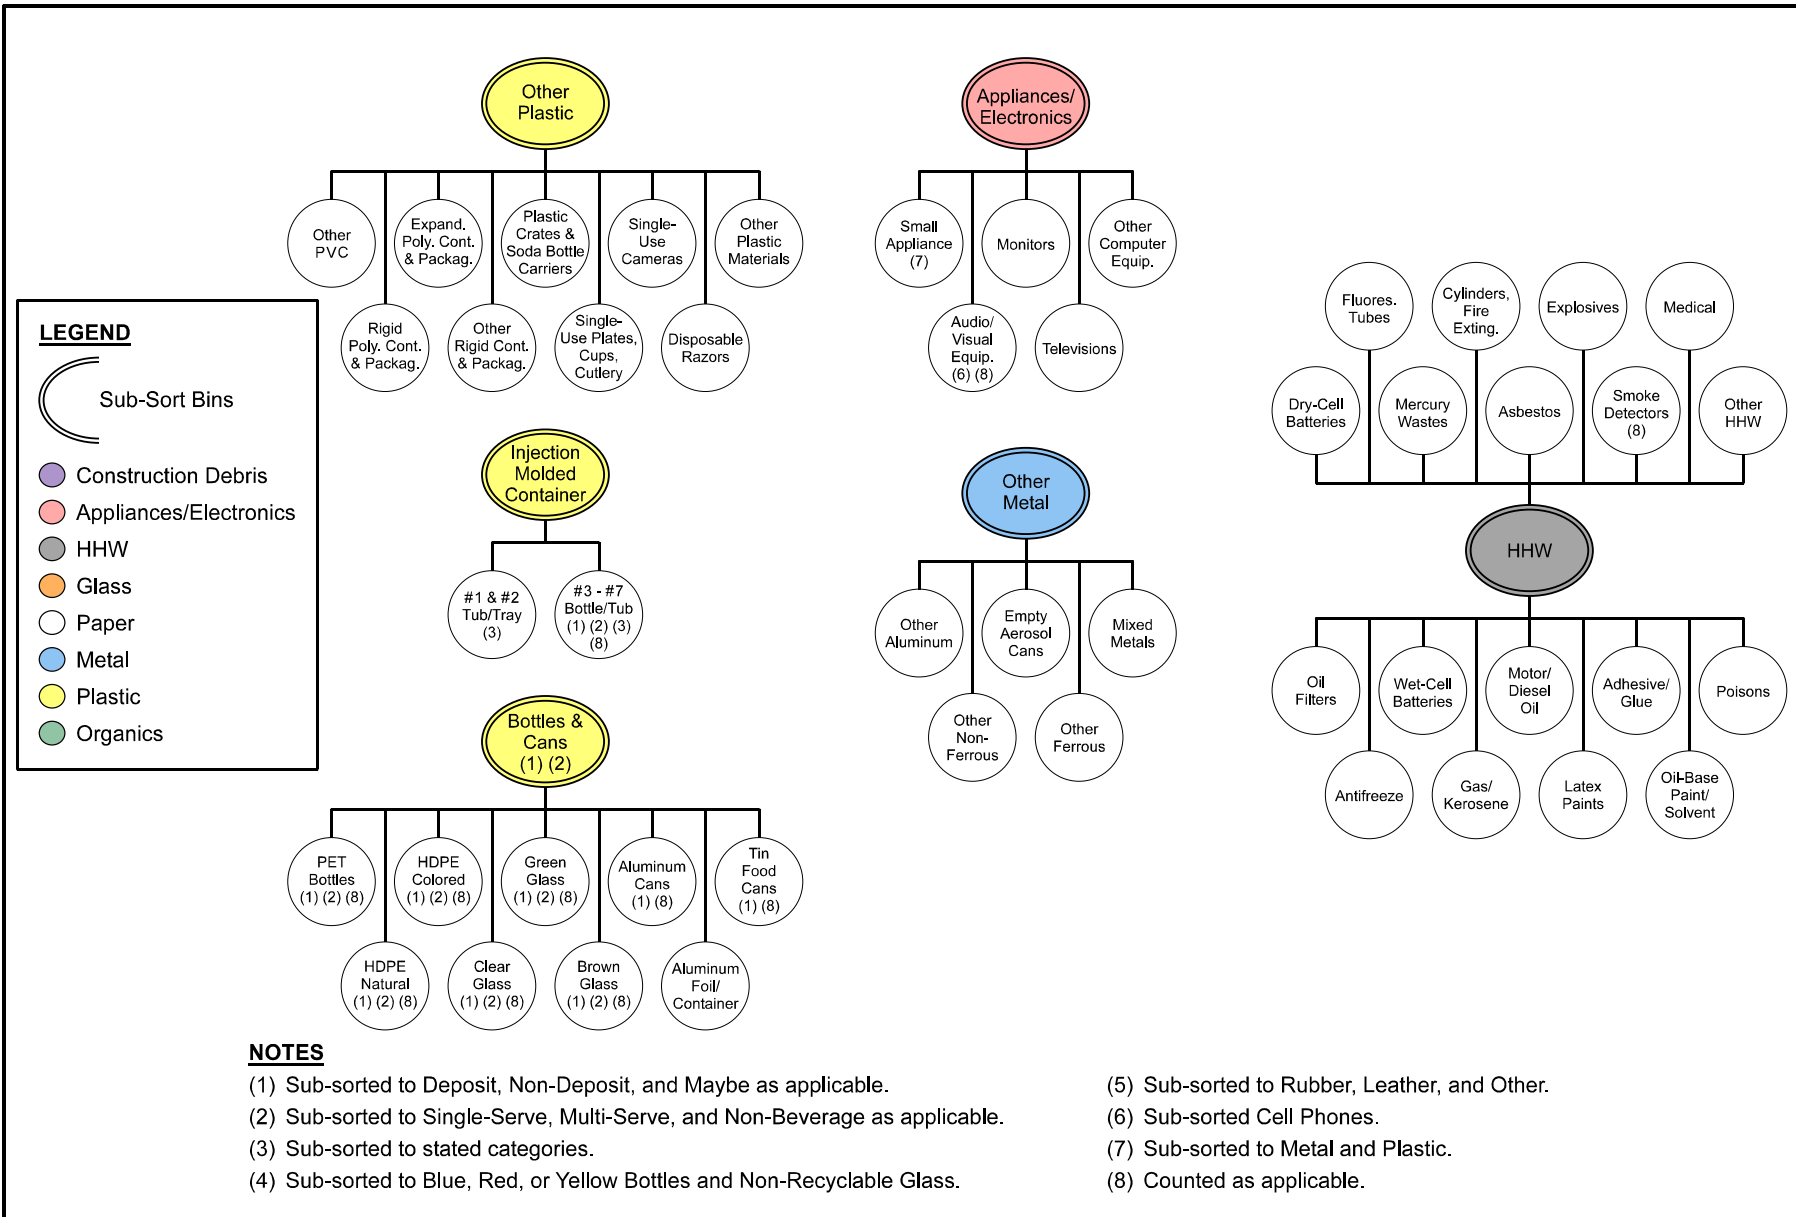 Other
Plastic
Other
PVC
Expand.
Poly. Cont.
& Packag.
Plastic
Crates &
Soda Bottle
Carriers
Single-
Use
Cameras
Other
Plastic
Materials
Rigid
Poly. Cont.
& Packag.
Other
Rigid Cont.
& Packag.
Single-
Use Plates,
Cups,
Cutlery
Disposable
Razors
Appliances/
Electronics
Small
Appliance
(7)
Monitors
Other
Computer
Equip.
Audio/
Visual
Equip.
(6) (8)
Televisions
LEGEND
Sub-Sort Bins
Construction Debris
Appliances/Electronics
HHW
Glass
Paper
Metal
Plastic
Organics
Injection
Molded
Container
#1 & #2
Tub/Tray
(3)
#3 - #7
Bottle/Tub
(1) (2) (3)
(8)
Other
Metal
Other
Aluminum
Empty
Aerosol
Cans
Mixed
Metals
Other
Non-
Ferrous
Other
Ferrous
Fluores.
Tubes
Cylinders,
Fire
Exting.
Explosives
Medical
Dry-Cell
Batteries
Mercury
Wastes
Asbestos
Smoke
Detectors
(8)
Other
HHW
HHW
Oil
Filters
Wet-Cell
Batteries
Motor/
Diesel
Oil
Adhesive/
Glue
Poisons
Antifreeze
Gas/
Kerosene
Latex
Paints
Oil-Base
Paint/
Solvent
Bottles &
Cans
(1) (2)
PET
Bottles
(1) (2) (8)
HDPE
Colored
(1) (2) (8)
Green
Glass
(1) (2) (8)
Aluminum
Cans
(1) (8)
Tin
Food
Cans
(1) (8)
HDPE
Natural
(1) (2) (8)
Clear
Glass
(1) (2) (8)
Brown
Glass
(1) (2) (8)
Aluminum
Foil/
Container
NOTES
(1) Sub-sorted to Deposit, Non-Deposit, and Maybe as applicable.
(2) Sub-sorted to Single-Serve, Multi-Serve, and Non-Beverage as applicable.
(3) Sub-sorted to stated categories.
(4) Sub-sorted to Blue, Red, or Yellow Bottles and Non-Recyclable Glass.
(5) Sub-sorted to Rubber, Leather, and Other.
(6) Sub-sorted Cell Phones.
(7) Sub-sorted to Metal and Plastic.
(8) Counted as applicable.